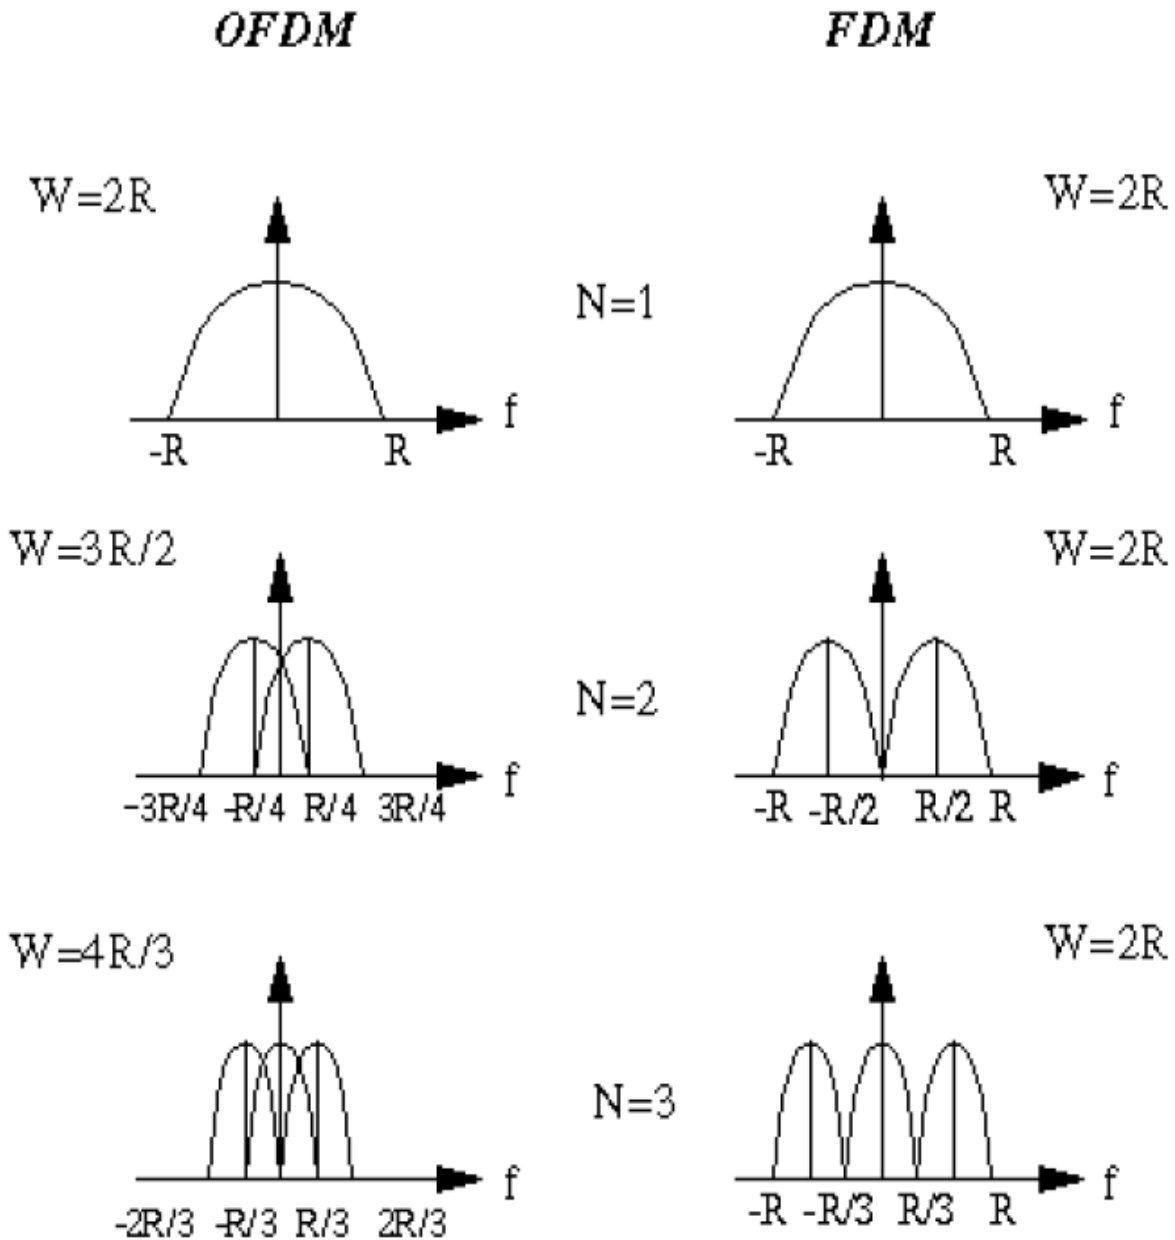 OFDM FDM
W=2R W=2R
N=1
f f
-R R -R R
W=3R/2 W=2R
N=2
f f
-3R/4 -R/4 R/4 3R/4 -R -R/2 R/2 R
W=4R/3 W=2R
N=3
f f
-2R/3 -R/3 R/3 2R/3 -R -R/3 R/3 R